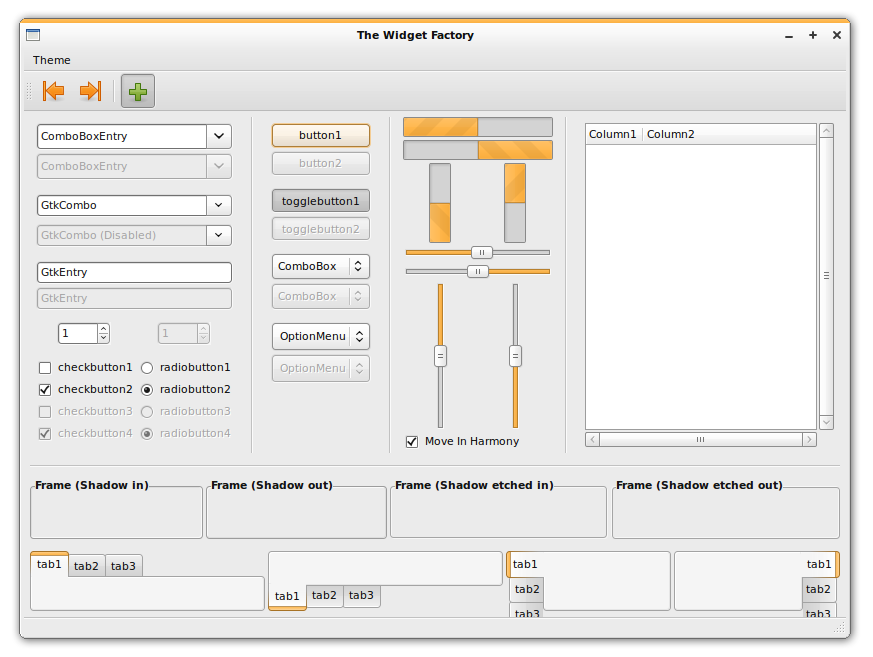 The Widget Factory
Theme
ComboBoxEntry
ComboBoxEntry
GtkCombo
GtkCombo (Disabled)
GtkEntry
GtkEntry
1 1
checkbutton1 radiobutton1
checkbutton2 radiobutton2
checkbutton3 radiobutton3
checkbutton4 radiobutton4
button1
button2
togglebutton1
togglebutton2
ComboBox
ComboBox
OptionMenu
OptionMenu
Move In Harmony
Column1 Column2
Frame (Shadow in) Frame (Shadow out) Frame (Shadow etched in) Frame (Shadow etched out)
tab1 tab2 tab3
tab1 tab2 tab3
tab1
tab2
tab3
tab1
tab2
tab3